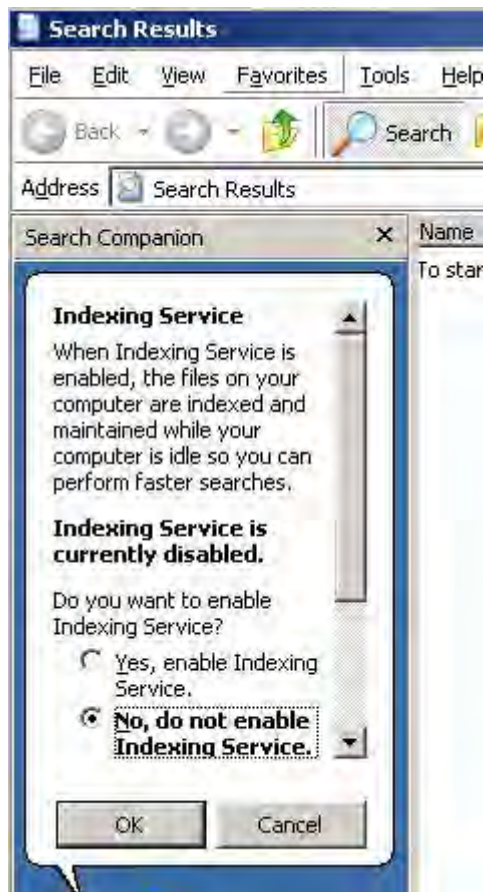 Search Results
File Edit View Favorites Tools Help
Back Search
Address Search Results
Search Companion
Name
To star
Indexing Service
When Indexing Service is
enabled, the files on your
computer are indexed and
maintained while your
computer is idle so you can
perform faster searches.
Indexing Service is
currently disabled.
Do you want to enable
Indexing Service?
Yes, enable Indexing
Service.
No, do not enable
Indexing Service.
OK Cancel